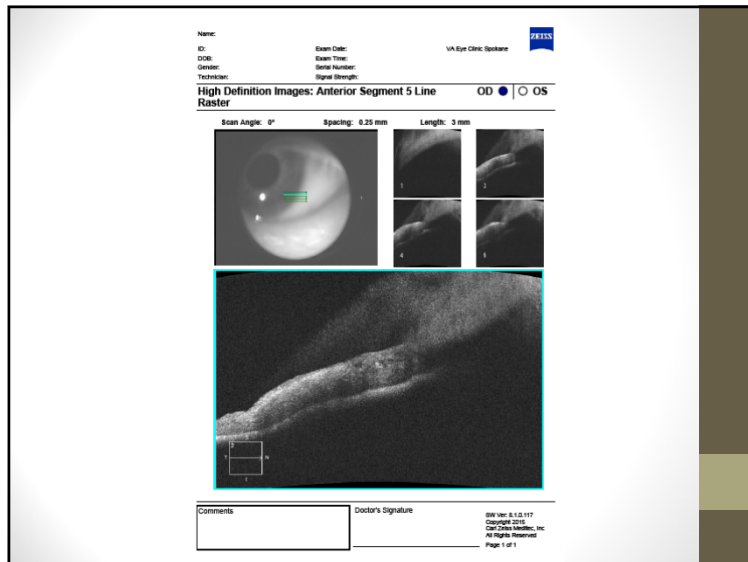 Name:
ZEISS
ID: Exam Date: VA Eye Clinic Spokane
DOB: Exam Time:
Gender: Serial Number:
Technician: Signal Strength:
High Definition Images: Anterior Segment 5 Line Raster OD OS
Scan Angle: 0° Spacing: 0.25 mm Length: 3 mm
1 2
4 5
2
T N
I
Comments Doctor's Signature
SW Ver: 8.1.0.117
Copyright 2015
Carl Zeiss Meditec, Inc
All Rights Reserved
Page 1 of 1